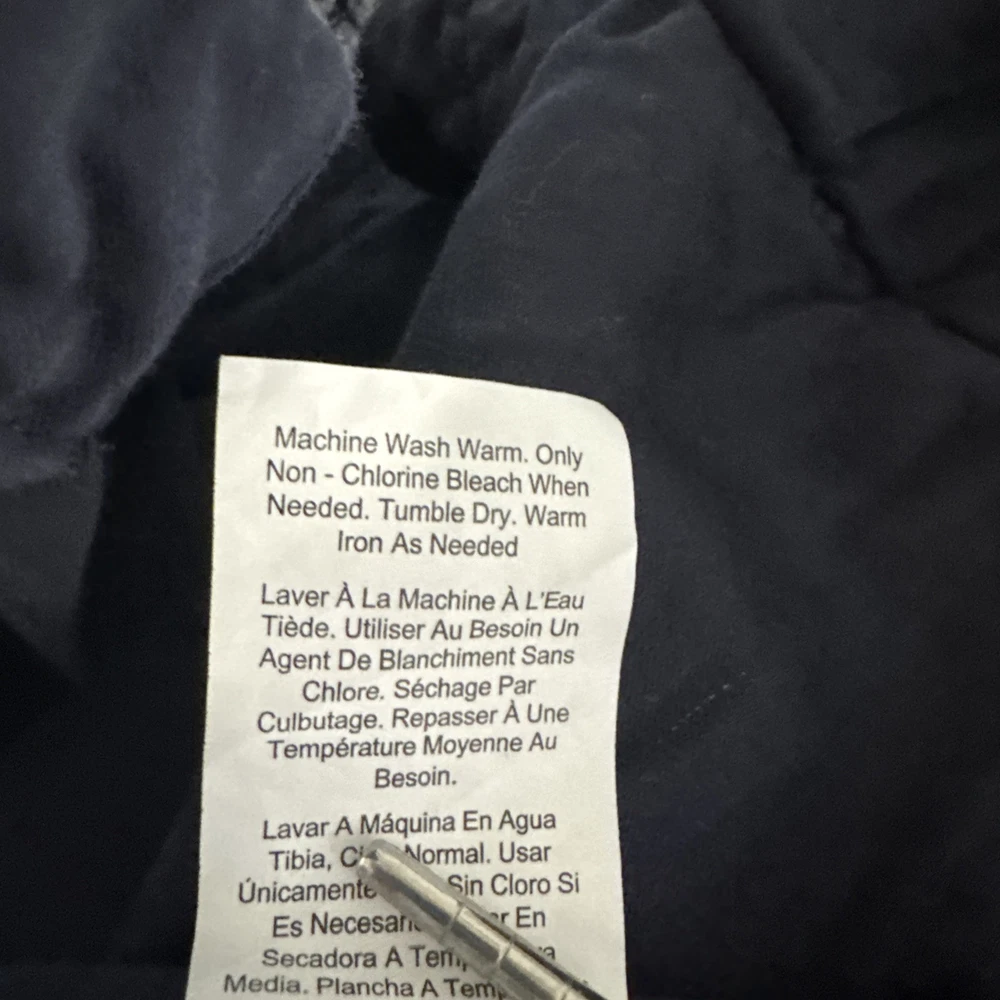 Machine Wash Warm. Only
Non - Chlorine Bleach When
Needed. Tumble Dry. Warm
Iron As Needed
Laver À La Machine À L'Eau
Tiède. Utiliser Au Besoin Un
Agent De Blanchiment Sans
Chlore. Séchage Par
Culbutage. Repasser À Une
Température Moyenne Au
Besoin.
Lavar A Máquina En Agua
Tibia, Normal. Usar
Únicamente Sin Cloro Si
Es En
Secadora A
Media. Plancha A